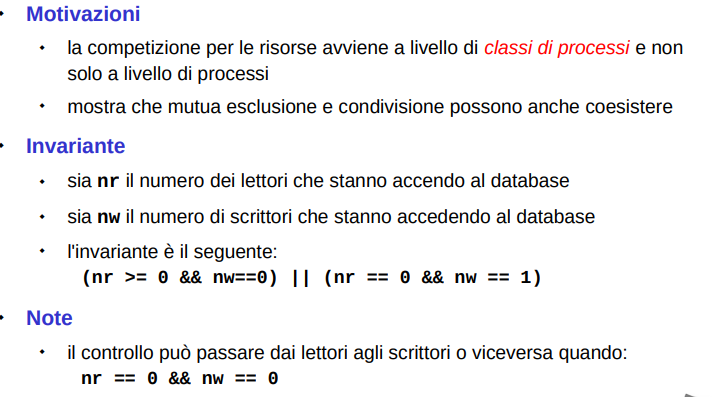 Motivazioni
la competizione per le risorse avviene a livello di classi di processi e non
solo a livello di processi
mostra che mutua esclusione e condivisione possono anche coesistere
Invariante
sia nr il numero dei lettori che stanno accendo al database
sia nw il numero di scrittori che stanno accedendo al database
l'invariante è il seguente:
(nr >= 0 && nw==0) || (nr == 0 && nw == 1)
Note
il controllo può passare dai lettori agli scrittori o viceversa quando:
nr == 0 && nw == 0